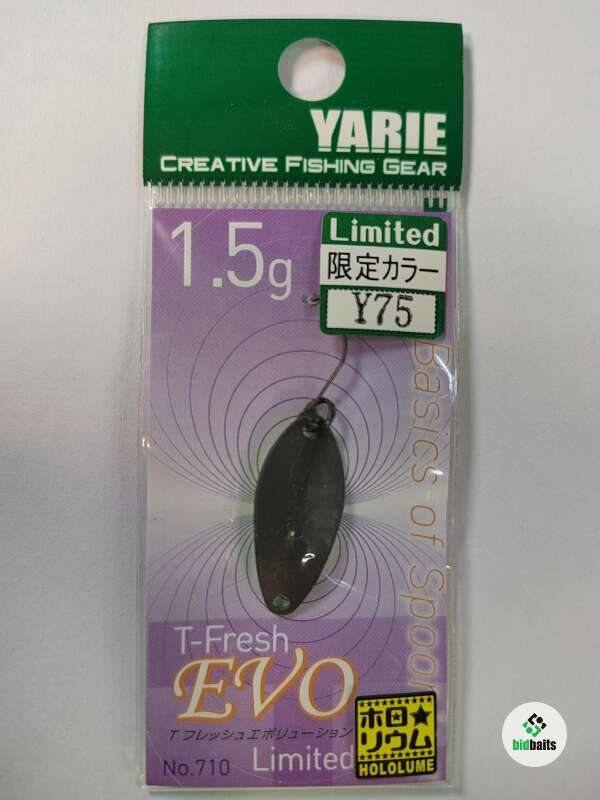 YARIE
CREATIVE FISHING GEAR
1.5g
Limited
限定カラー
Y75
Basics of Spoon
T-Fresh
EVO
T フレッシュエボリューション
No.710 Limited
ホロ★
リウム
HOLOLUME
bidbaits